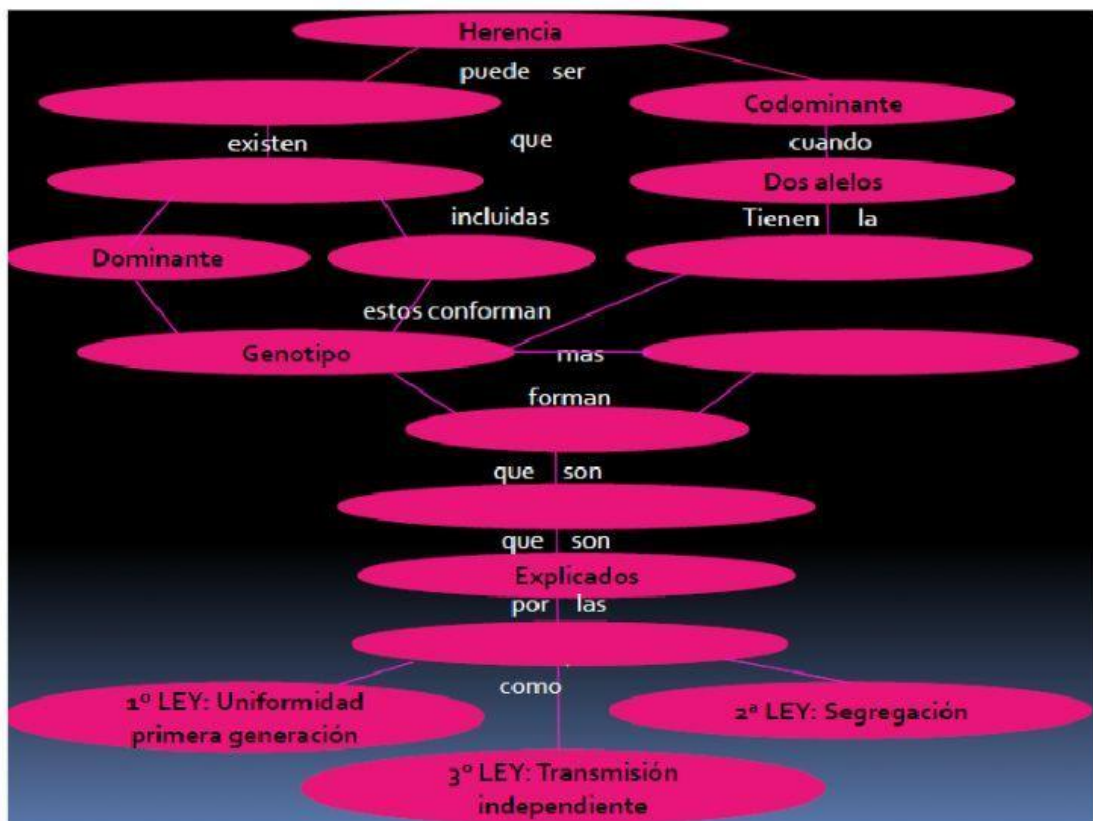 Herencia
puede ser
Codominante
existen
que
cuando
Dos alelos
incluidas
Tienen la
Dominante
estos conforman
Genotipo
mas
forman
que son
que son
Explicados
por las
como
1º LEY: Uniformidad
primera generación
2ª LEY: Segregación
3º LEY: Transmisión
independiente